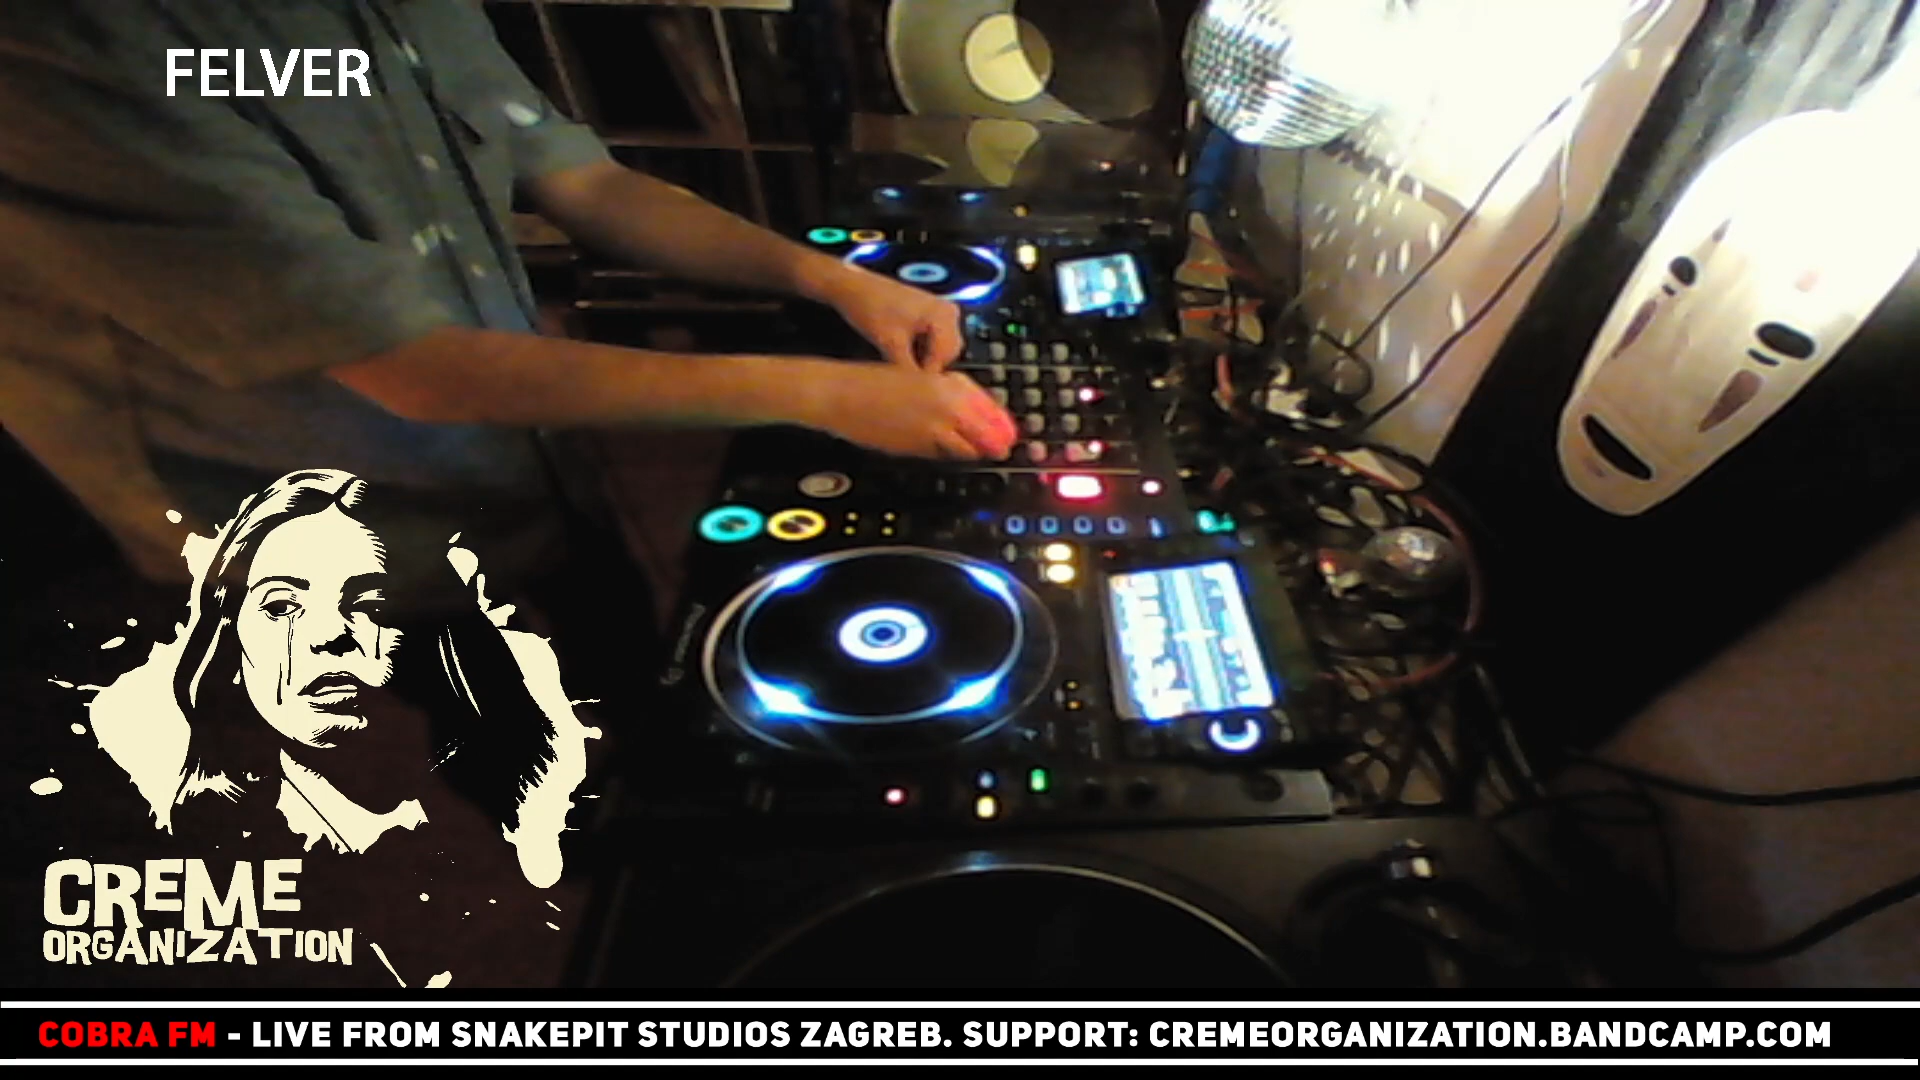 FELVER
CREME
ORGANIZATION
COBRA FM - LIVE FROM SNAKEPIT STUDIOS ZAGREB. SUPPORT: CREMEORGANIZATION.BANDCAMP.COM